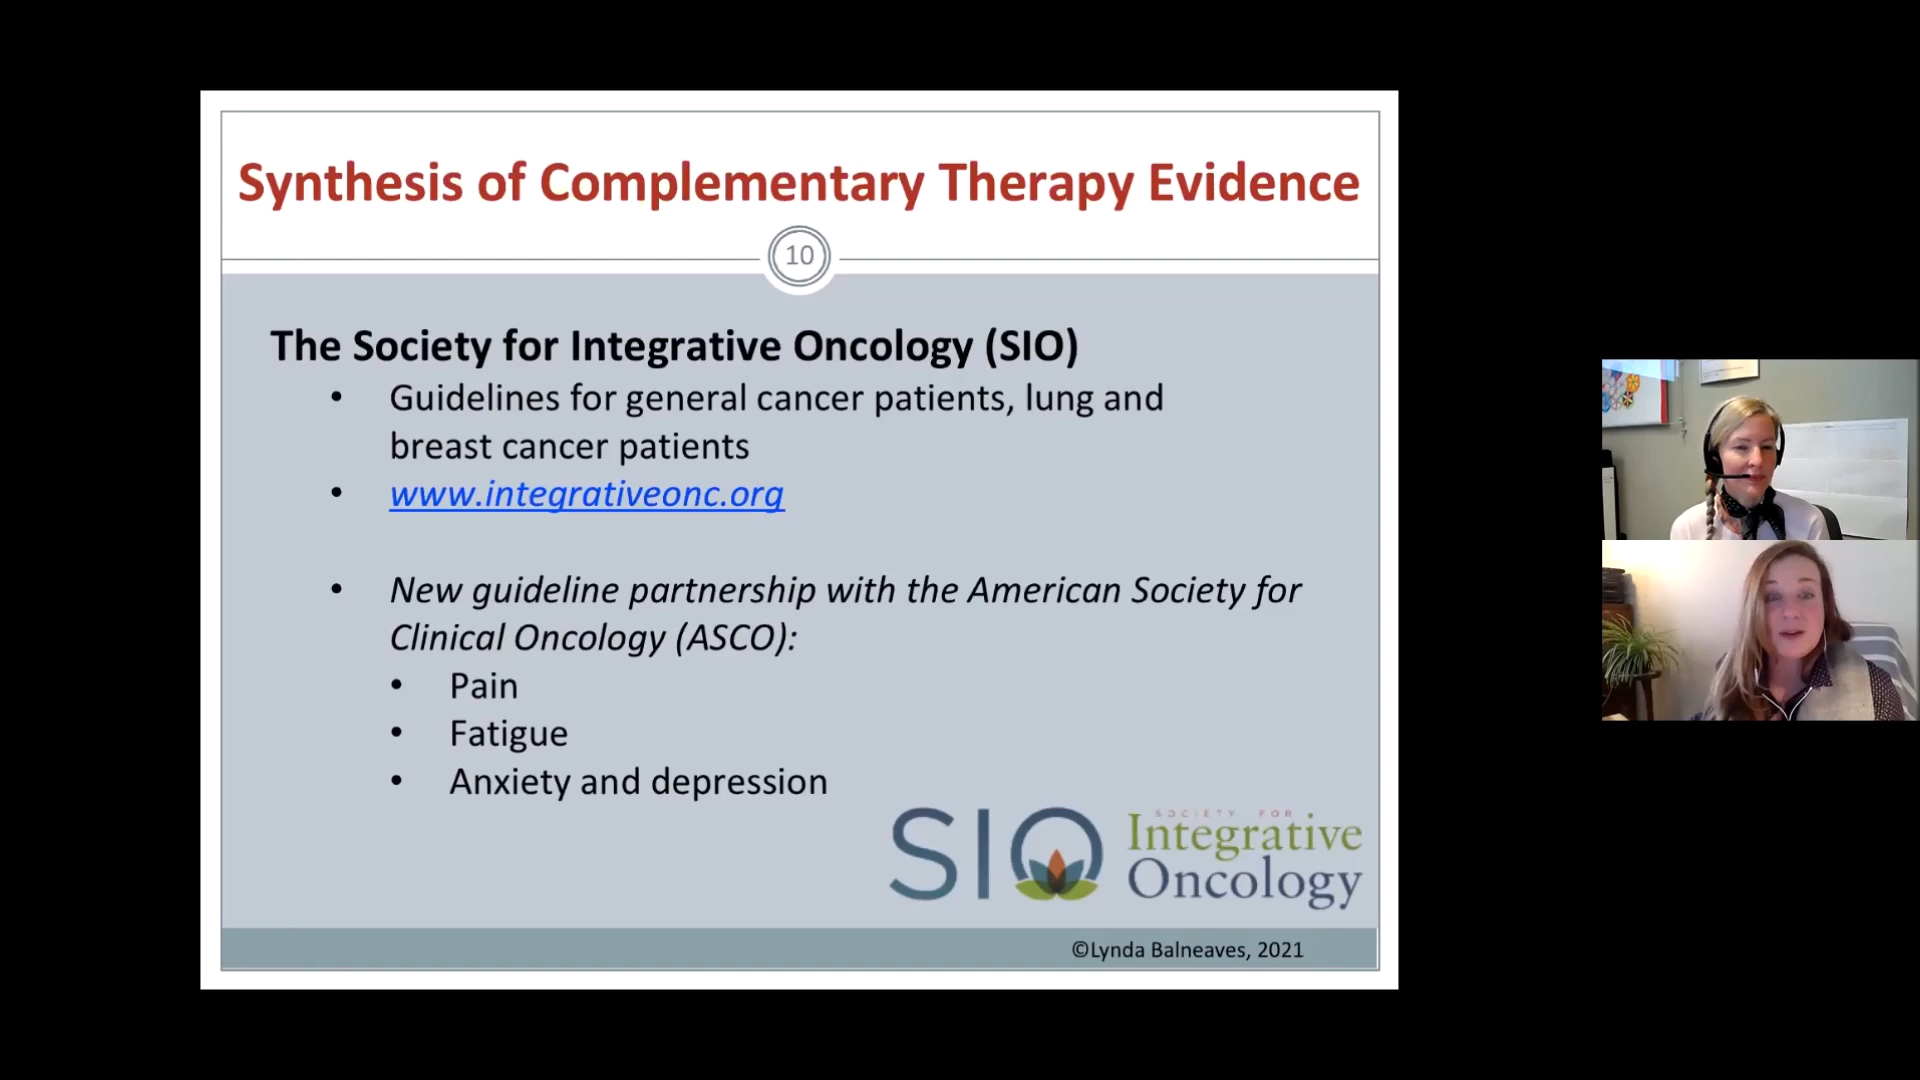 Synthesis of Complementary Therapy Evidence
10
The Society for Integrative Oncology (SIO)
• Guidelines for general cancer patients, lung and
breast cancer patients
• www.integrativeonc.org
• New guideline partnership with the American Society for
Clinical Oncology (ASCO):
• Pain
• Fatigue
• Anxiety and depression
SIO
SOCIETY FOR
Integrative
Oncology
©Lynda Balneaves, 2021